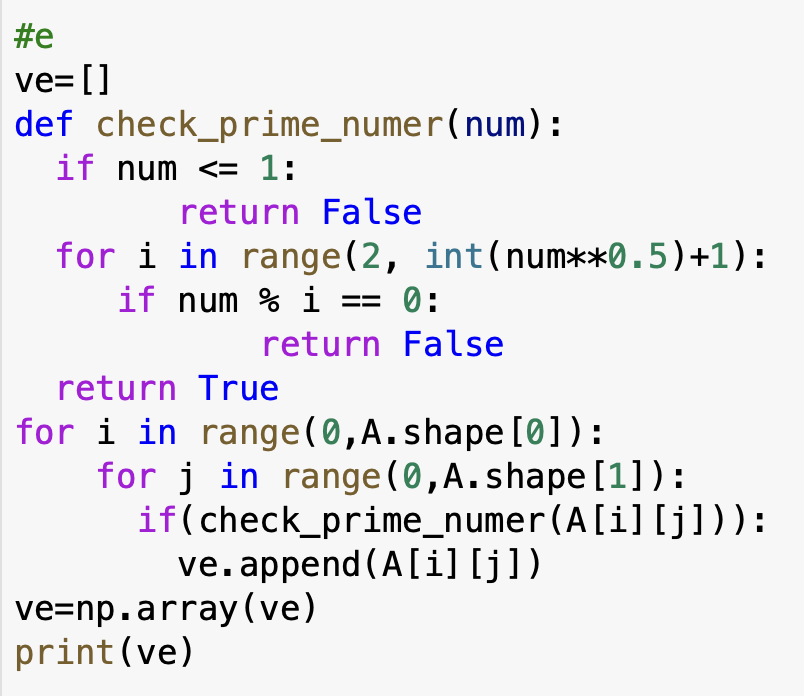 #e
ve=[]
def check_prime_numer(num):
  if num <= 1:
        return False
  for i in range(2, int(num**0.5)+1):
     if num % i == 0:
            return False
  return True
for i in range(0,A.shape[0]):
    for j in range(0,A.shape[1]):
      if(check_prime_numer(A[i][j])):
        ve.append(A[i][j])
ve=np.array(ve)
print(ve)